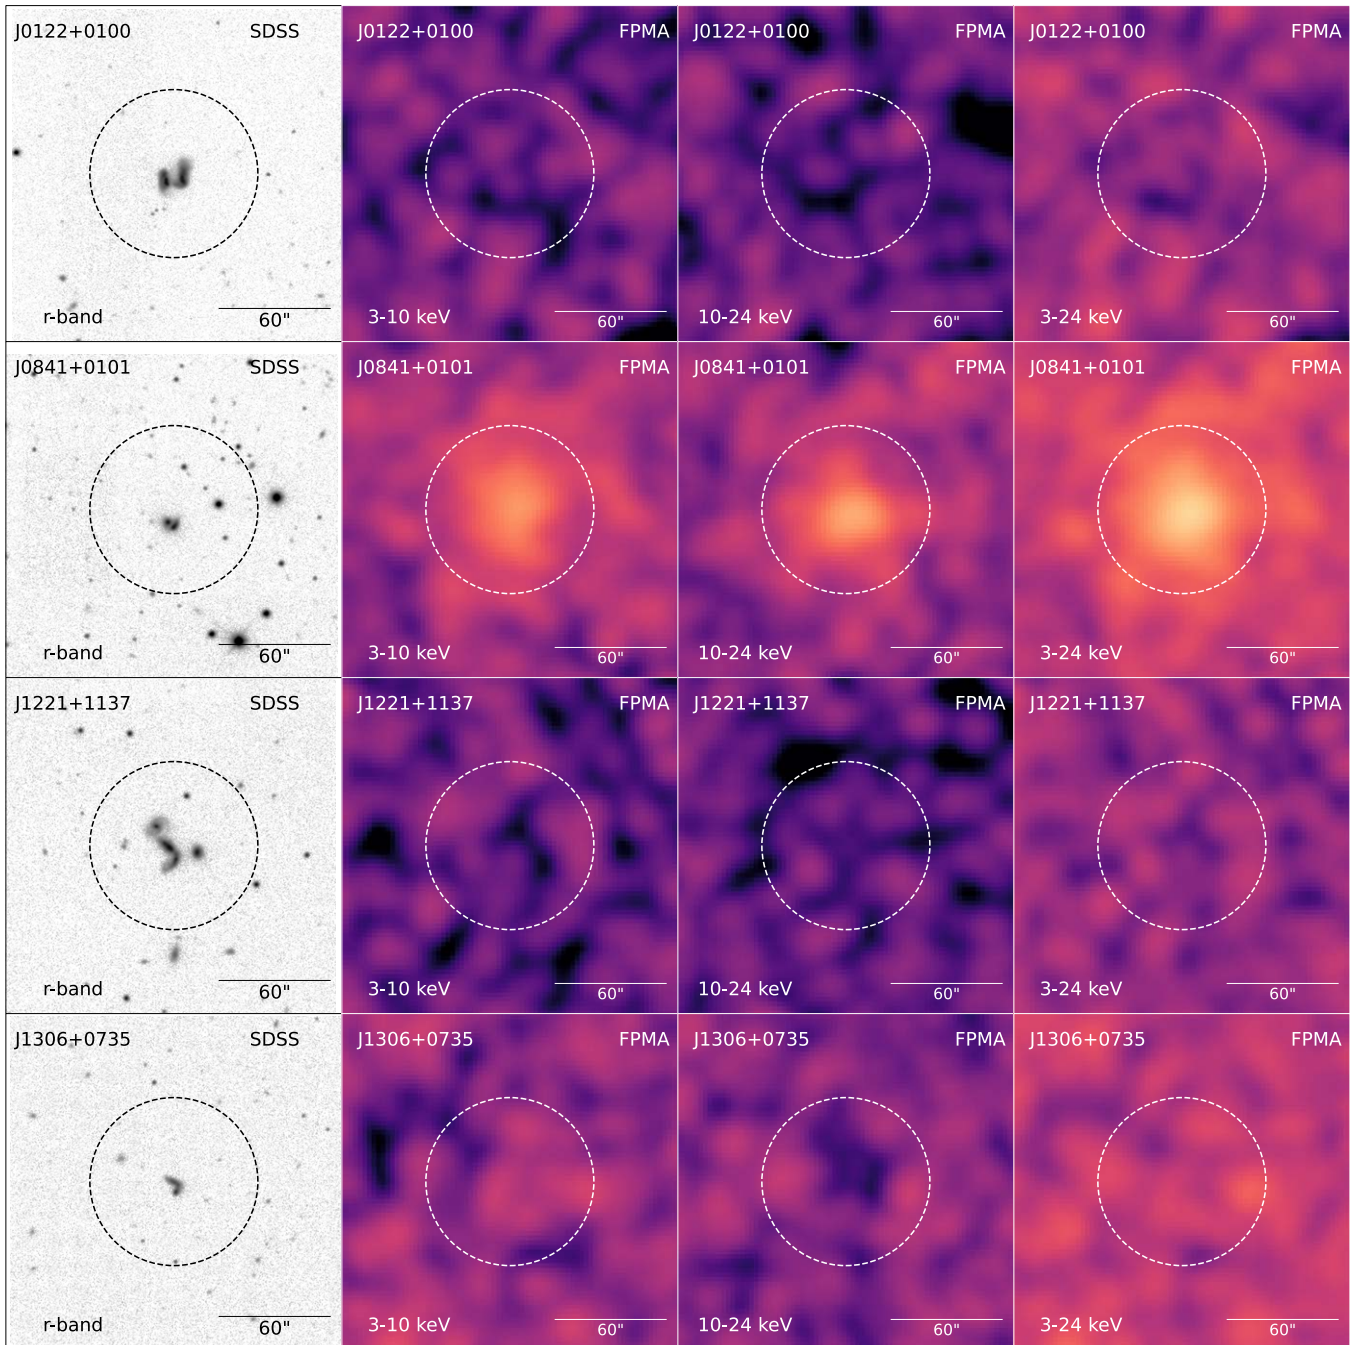 J0122+0100 SDSS J0122+0100 FPMA J0122+0100 FPMA J0122+0100 FPMA
r-band 60" 3-10 keV 60" 10-24 keV 60" 3-24 keV 60"
J0841+0101 SDSS J0841+0101 FPMA J0841+0101 FPMA J0841+0101 FPMA
r-band 60" 3-10 keV 60" 10-24 keV 60" 3-24 keV 60"
J1221+1137 SDSS J1221+1137 FPMA J1221+1137 FPMA J1221+1137 FPMA
r-band 60" 3-10 keV 60" 10-24 keV 60" 3-24 keV 60"
J1306+0735 SDSS J1306+0735 FPMA J1306+0735 FPMA J1306+0735 FPMA
r-band 60" 3-10 keV 60" 10-24 keV 60" 3-24 keV 60"